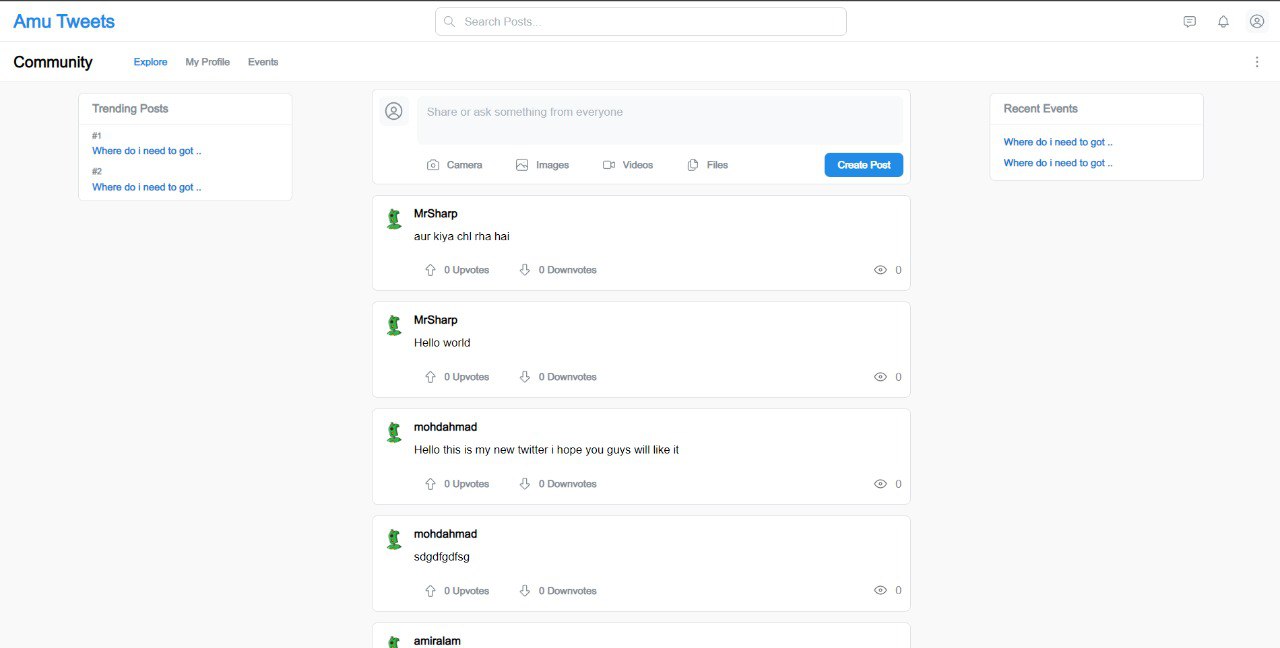 Amu Tweets
Search Posts...
Community
Explore
My Profile
Events
Trending Posts
#1
Where do i need to got ..
#2
Where do i need to got ..
Share or ask something from everyone
Camera
Images
Videos
Files
Create Post
MrSharp
aur kiya chl rha hai
0 Upvotes
0 Downvotes
0
MrSharp
Hello world
0 Upvotes
0 Downvotes
0
mohdahmad
Hello this is my new twitter i hope you guys will like it
0 Upvotes
0 Downvotes
0
mohdahmad
sdgdfgdfsg
0 Upvotes
0 Downvotes
0
amiralam
Recent Events
Where do i need to got ..
Where do i need to got ..